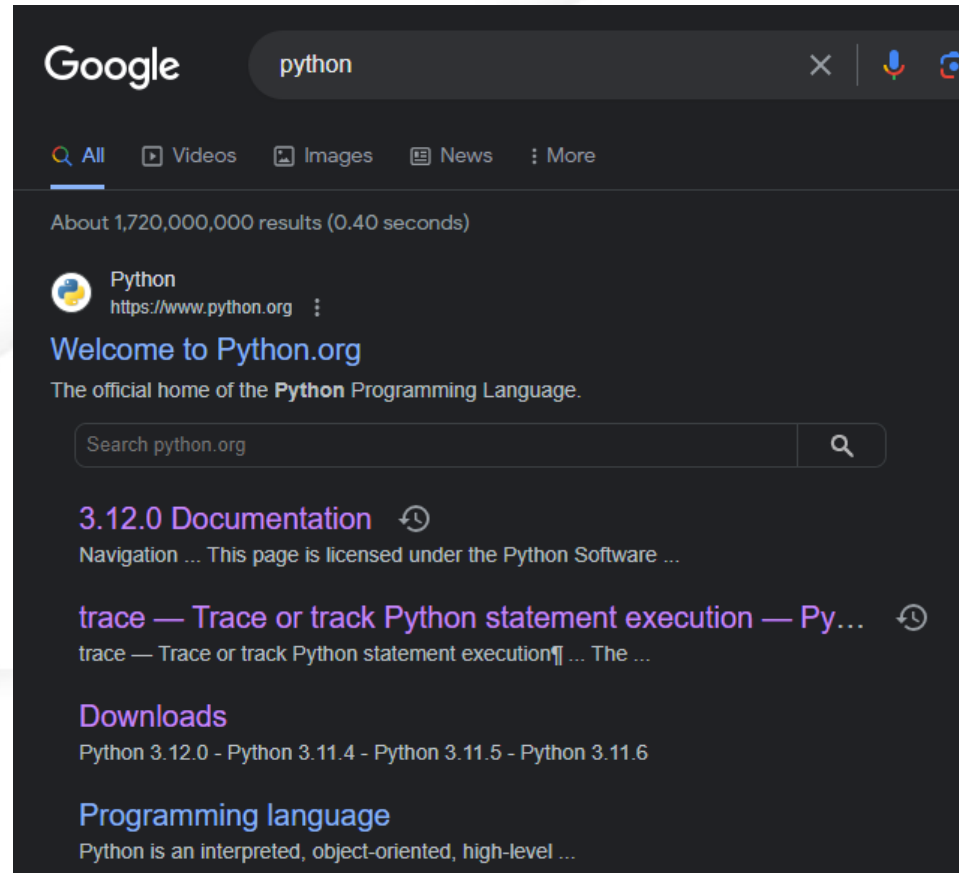 Google
python
All Videos Images News More
About 1,720,000,000 results (0.40 seconds)
Python
https://www.python.org
Welcome to Python.org
The official home of the Python Programming Language.
Search python.org
3.12.0 Documentation
Navigation ... This page is licensed under the Python Software ...
trace — Trace or track Python statement execution — Py...
trace — Trace or track Python statement execution¶ ... The ...
Downloads
Python 3.12.0 - Python 3.11.4 - Python 3.11.5 - Python 3.11.6
Programming language
Python is an interpreted, object-oriented, high-level ...